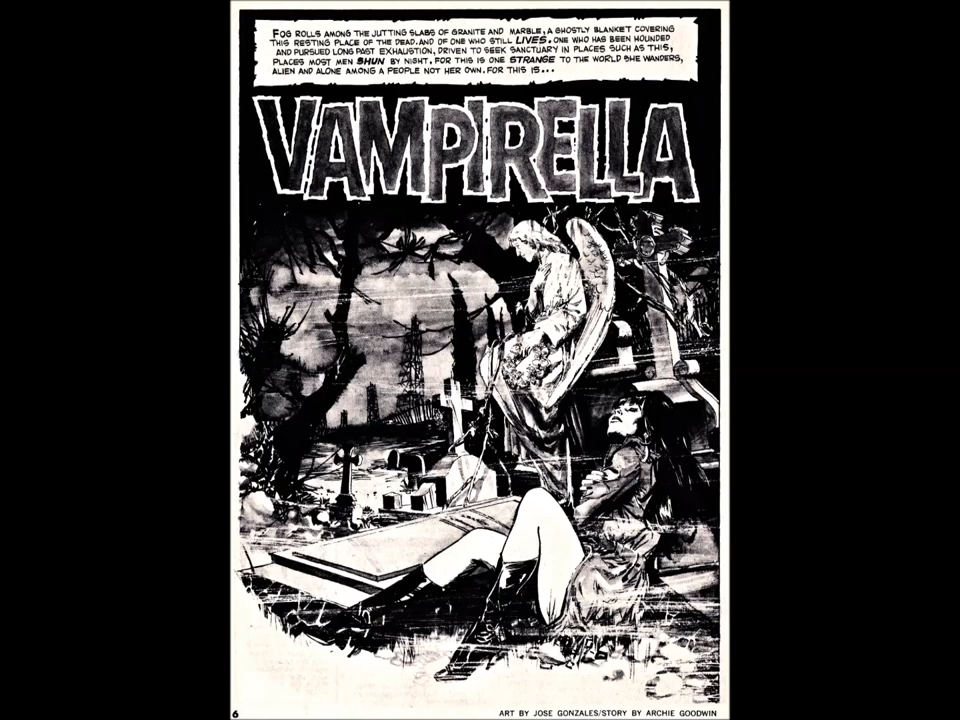 FOG ROLLS AMONG THE JUTTING SLABS OF GRANITE AND MARBLE, A GHOSTLY BLANKET COVERING
THIS RESTING PLACE OF THE DEAD. AND OF ONE WHO STILL LIVES. ONE WHO HAS BEEN HOUNDED
AND PURSUED LONG PAST EXHAUSTION, DRIVEN TO SEEK SANCTUARY IN PLACES SUCH AS THIS,
PLACES MOST MEN SHUN BY NIGHT. FOR THIS IS ONE STRANGE TO THE WORLD SHE WANDERS,
ALIEN AND ALONE AMONG A PEOPLE NOT HER OWN. FOR THIS IS...
VAMPIRELLA
6
ART BY JOSE GONZALES/STORY BY ARCHIE GOODWIN